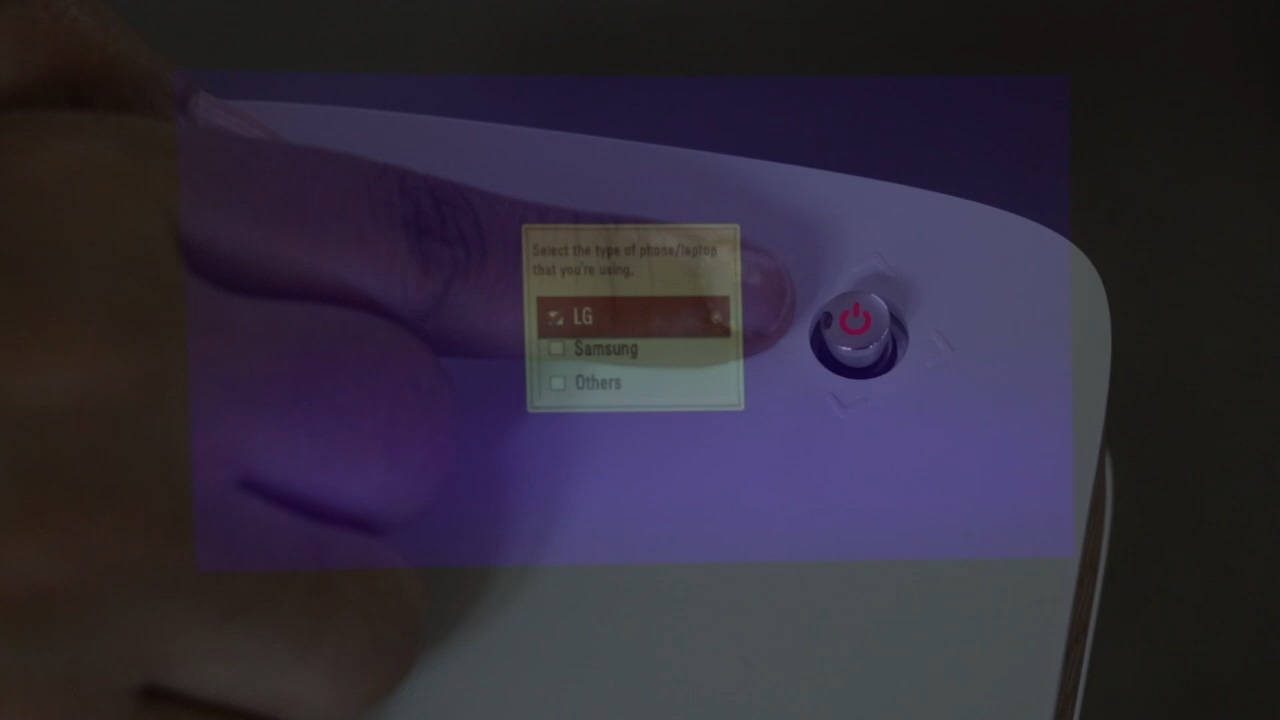 Select the type of phone/laptop
that you're using.
LG
Samsung
Others